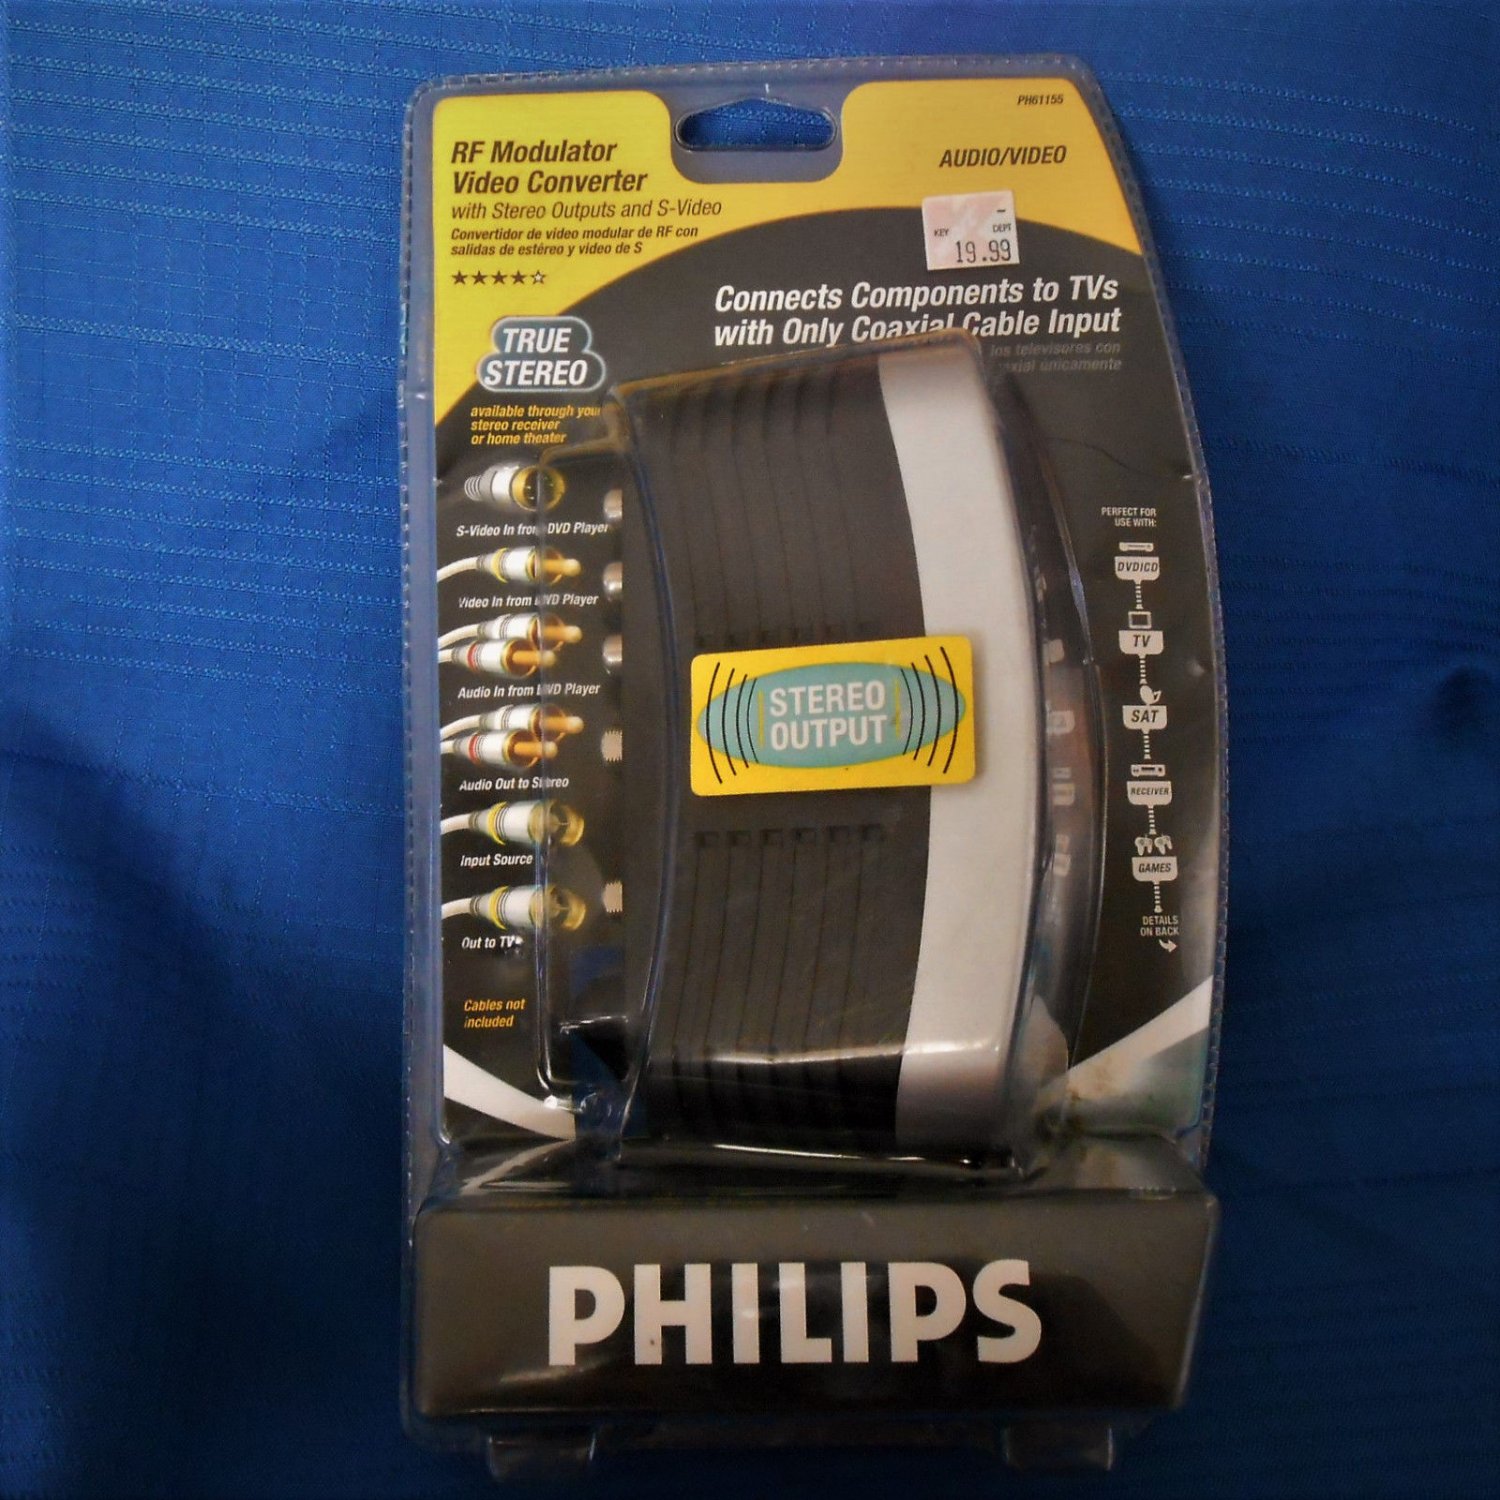 PH61155
RF Modulator
Video Converter
with Stereo Outputs and S-Video
Convertidor de video modular de RF con
salidas de estéreo y video de S
AUDIO/VIDEO
KEY DEPT
19.99
Connects Components to TVs
with Only Coaxial Cable Input
los televisores con
unicamente
TRUE
STEREO
available through your
stereo receiver
or home theater
S-Video In from DVD Player
Video In from DVD Player
Audio In from DVD Player
Audio Out to Stereo
Input Source
Out to TV
Cables not
included
STEREO
OUTPUT
PERFECT FOR
USE WITH:
DVD/CD
TV
SAT
RECEIVER
GAMES
DETAILS
ON BACK
PHILIPS